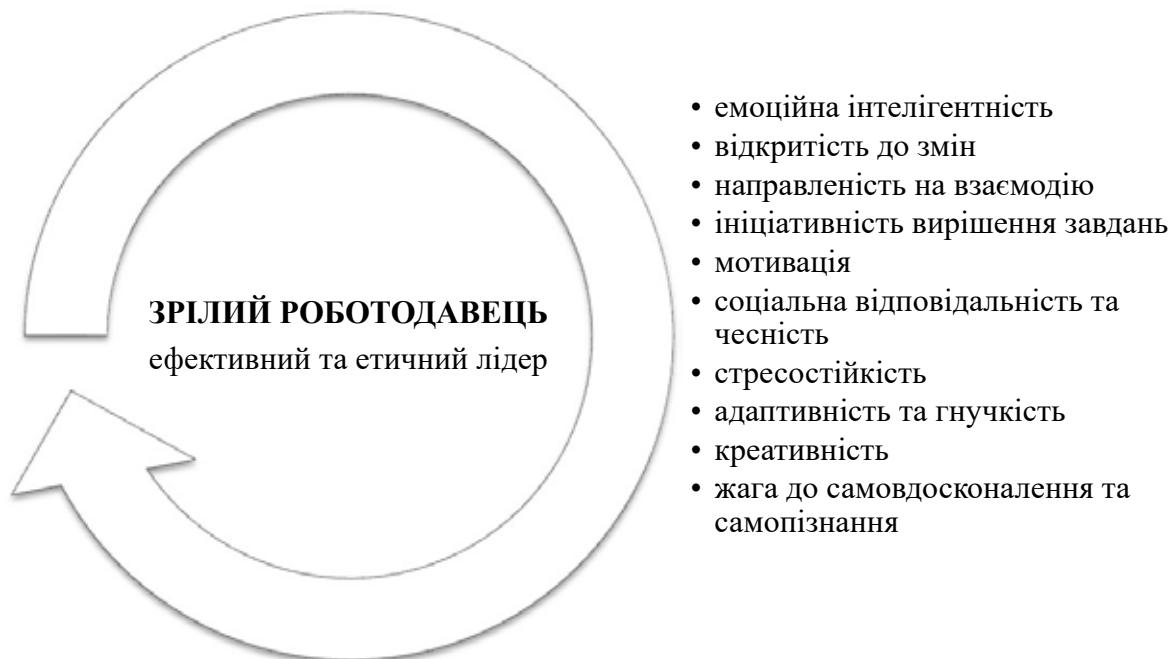 ЗРІЛИЙ РОБОТОДАВЕЦЬ
ефективний та етичний лідер
• емоційна інтелігентність
• відкритість до змін
• направленість на взаємодію
• ініціативність вирішення завдань
• мотивація
• соціальна відповідальність та
чесність
• стресостійкість
• адаптивність та гнучкість
• креативність
• жага до самовдосконалення та
самопізнання